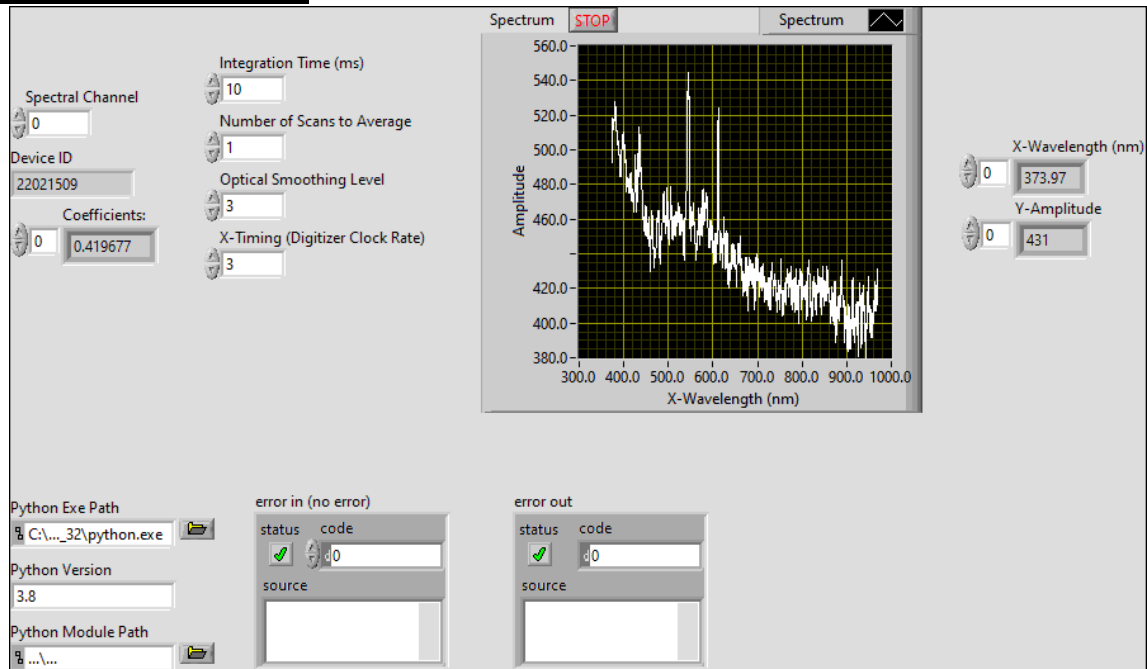 Spectral Channel
0
Device ID
22021509
Coefficients:
0
0.419677
Integration Time (ms)
10
Number of Scans to Average
1
Optical Smoothing Level
3
X-Timing (Digitizer Clock Rate)
3
Spectrum STOP
Spectrum
560.0
540.0
520.0
500.0
480.0
460.0
420.0
400.0
380.0
Amplitude
300.0 400.0 500.0 600.0 700.0 800.0 900.0 1000.0
X-Wavelength (nm)
X-Wavelength (nm)
0
373.97
Y-Amplitude
0
431
Python Exe Path
C:\..._32\python.exe
Python Version
3.8
Python Module Path
...\...
error in (no error)
status code
d0
source
error out
status code
d0
source